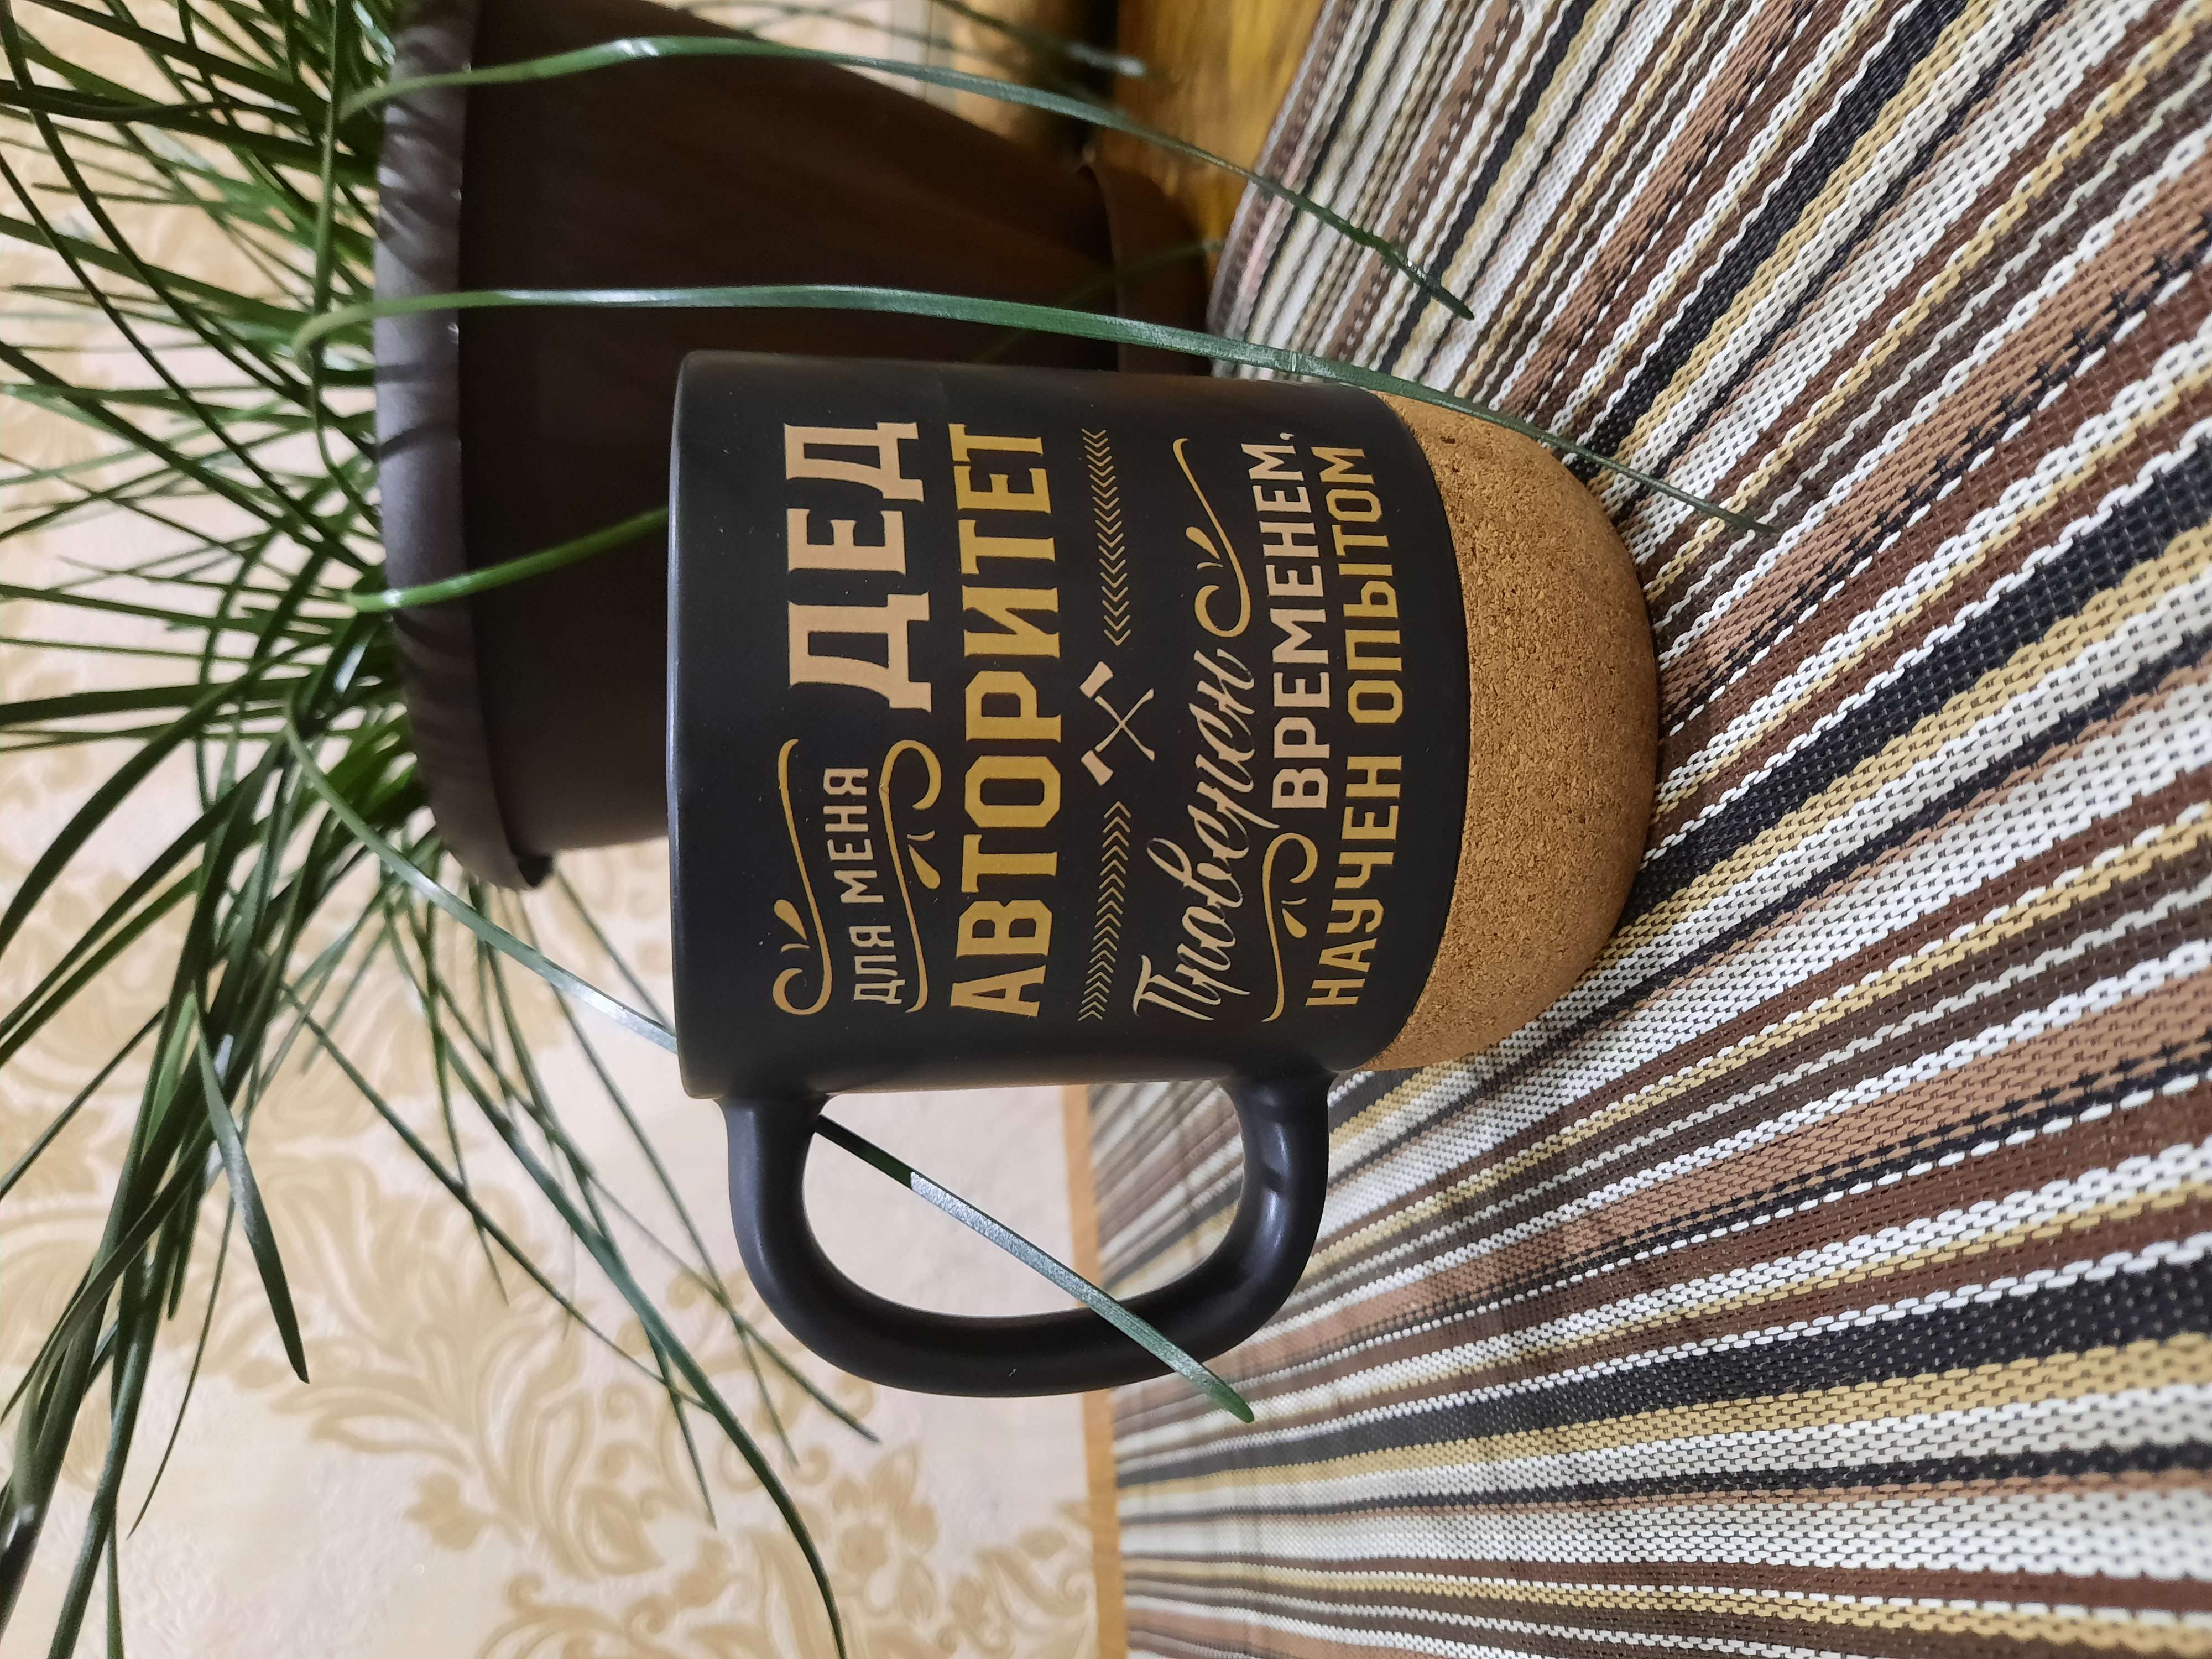 ДЛЯ МЕНЯ ДЕД
АВТОРИТЕТ
Проверен
ВРЕМЕНЕМ,
НАУЧЕН ОПЫТОМ